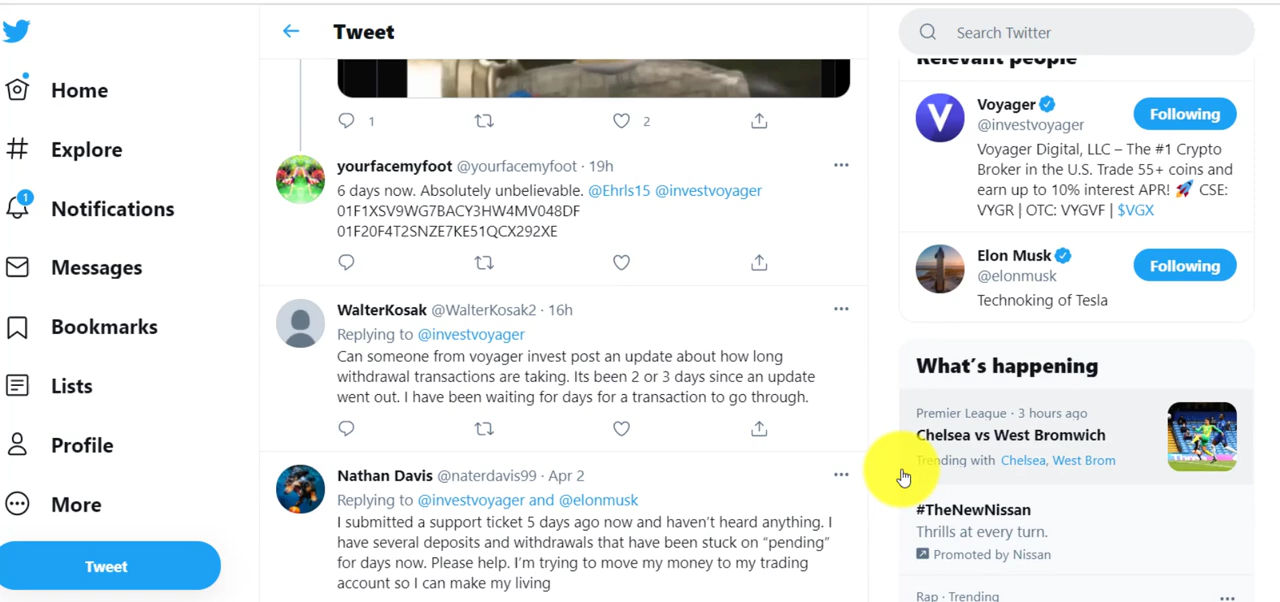 Home
Explore
1
Notifications
Messages
Bookmarks
Lists
Profile
More
Tweet
Tweet
1
2
yourfacemyfoot @yourfacemyfoot · 19h
6 days now. Absolutely unbelievable. @Ehrls15 @investvoyager
01F1XSV9WG7BACY3HW4MV048DF
01F20F4T2SNZE7KE51QCX292XE
WalterKosak @WalterKosak2 · 16h
Replying to @investvoyager
Can someone from voyager invest post an update about how long
withdrawal transactions are taking. Its been 2 or 3 days since an update
went out. I have been waiting for days for a transaction to go through.
Nathan Davis @naterdavis99 · Apr 2
Replying to @investvoyager and @elonmusk
I submitted a support ticket 5 days ago now and haven't heard anything. I
have several deposits and withdrawals that have been stuck on "pending"
for days now. Please help. I'm trying to move my money to my trading
account so I can make my living
Search Twitter
Relevant people
V
Voyager
@investvoyager
Following
Voyager Digital, LLC – The #1 Crypto
Broker in the U.S. Trade 55+ coins and
earn up to 10% interest APR! 🚀 CSE:
VYGR | OTC: VYGVF | $VGX
Elon Musk
@elonmusk
Following
Technoking of Tesla
What's happening
Premier League · 3 hours ago
Chelsea vs West Bromwich
Trending with Chelsea, West Brom
#TheNewNissan
Thrills at every turn.
Promoted by Nissan
Rap · Trending